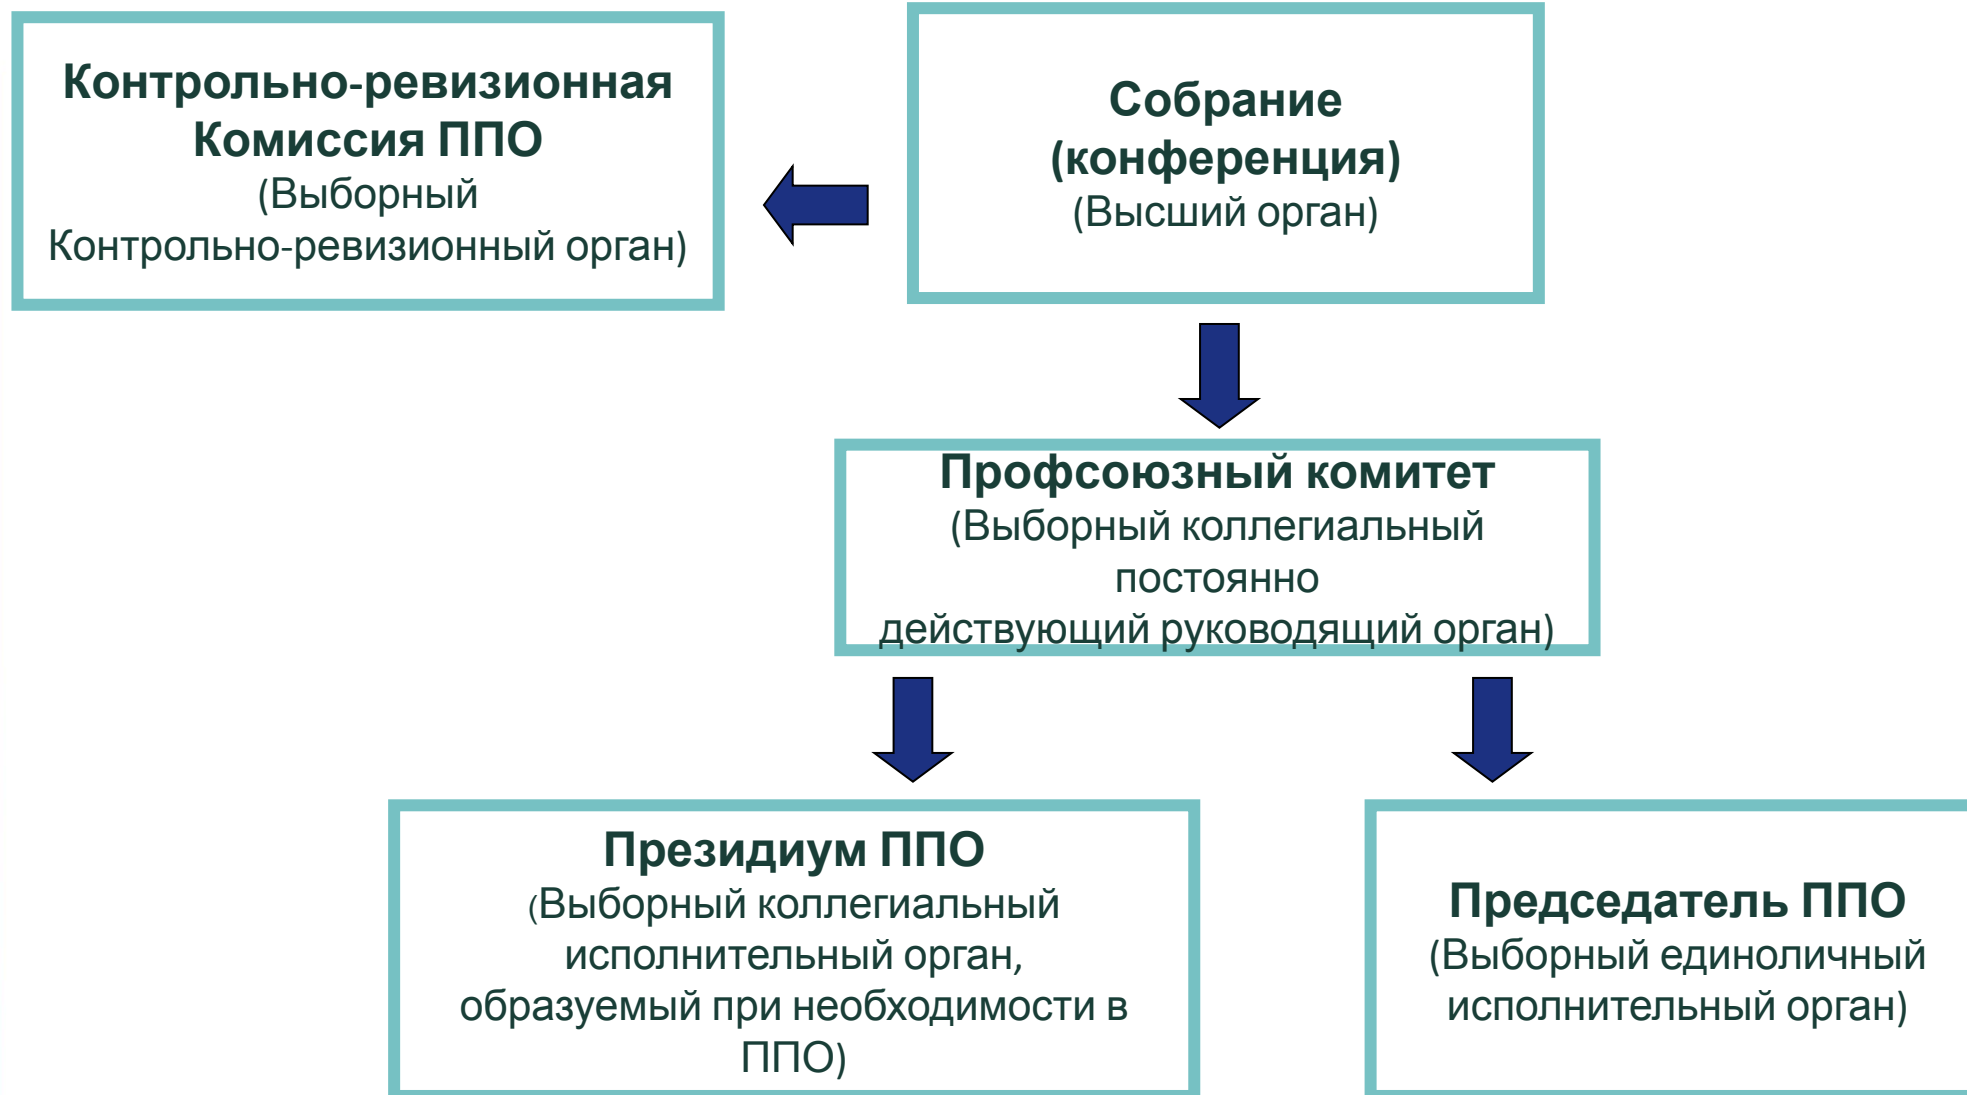 Контрольно-ревизионная
Комиссия ППО
(Выборный
Контрольно-ревизионный орган)
Собрание
(конференция)
(Высший орган)
Профсоюзный комитет
(Выборный коллегиальный
постоянно
действующий руководящий орган)
Президиум ППО
(Выборный коллегиальный
исполнительный орган,
образуемый при необходимости в
ППО)
Председатель ППО
(Выборный единоличный
исполнительный орган)